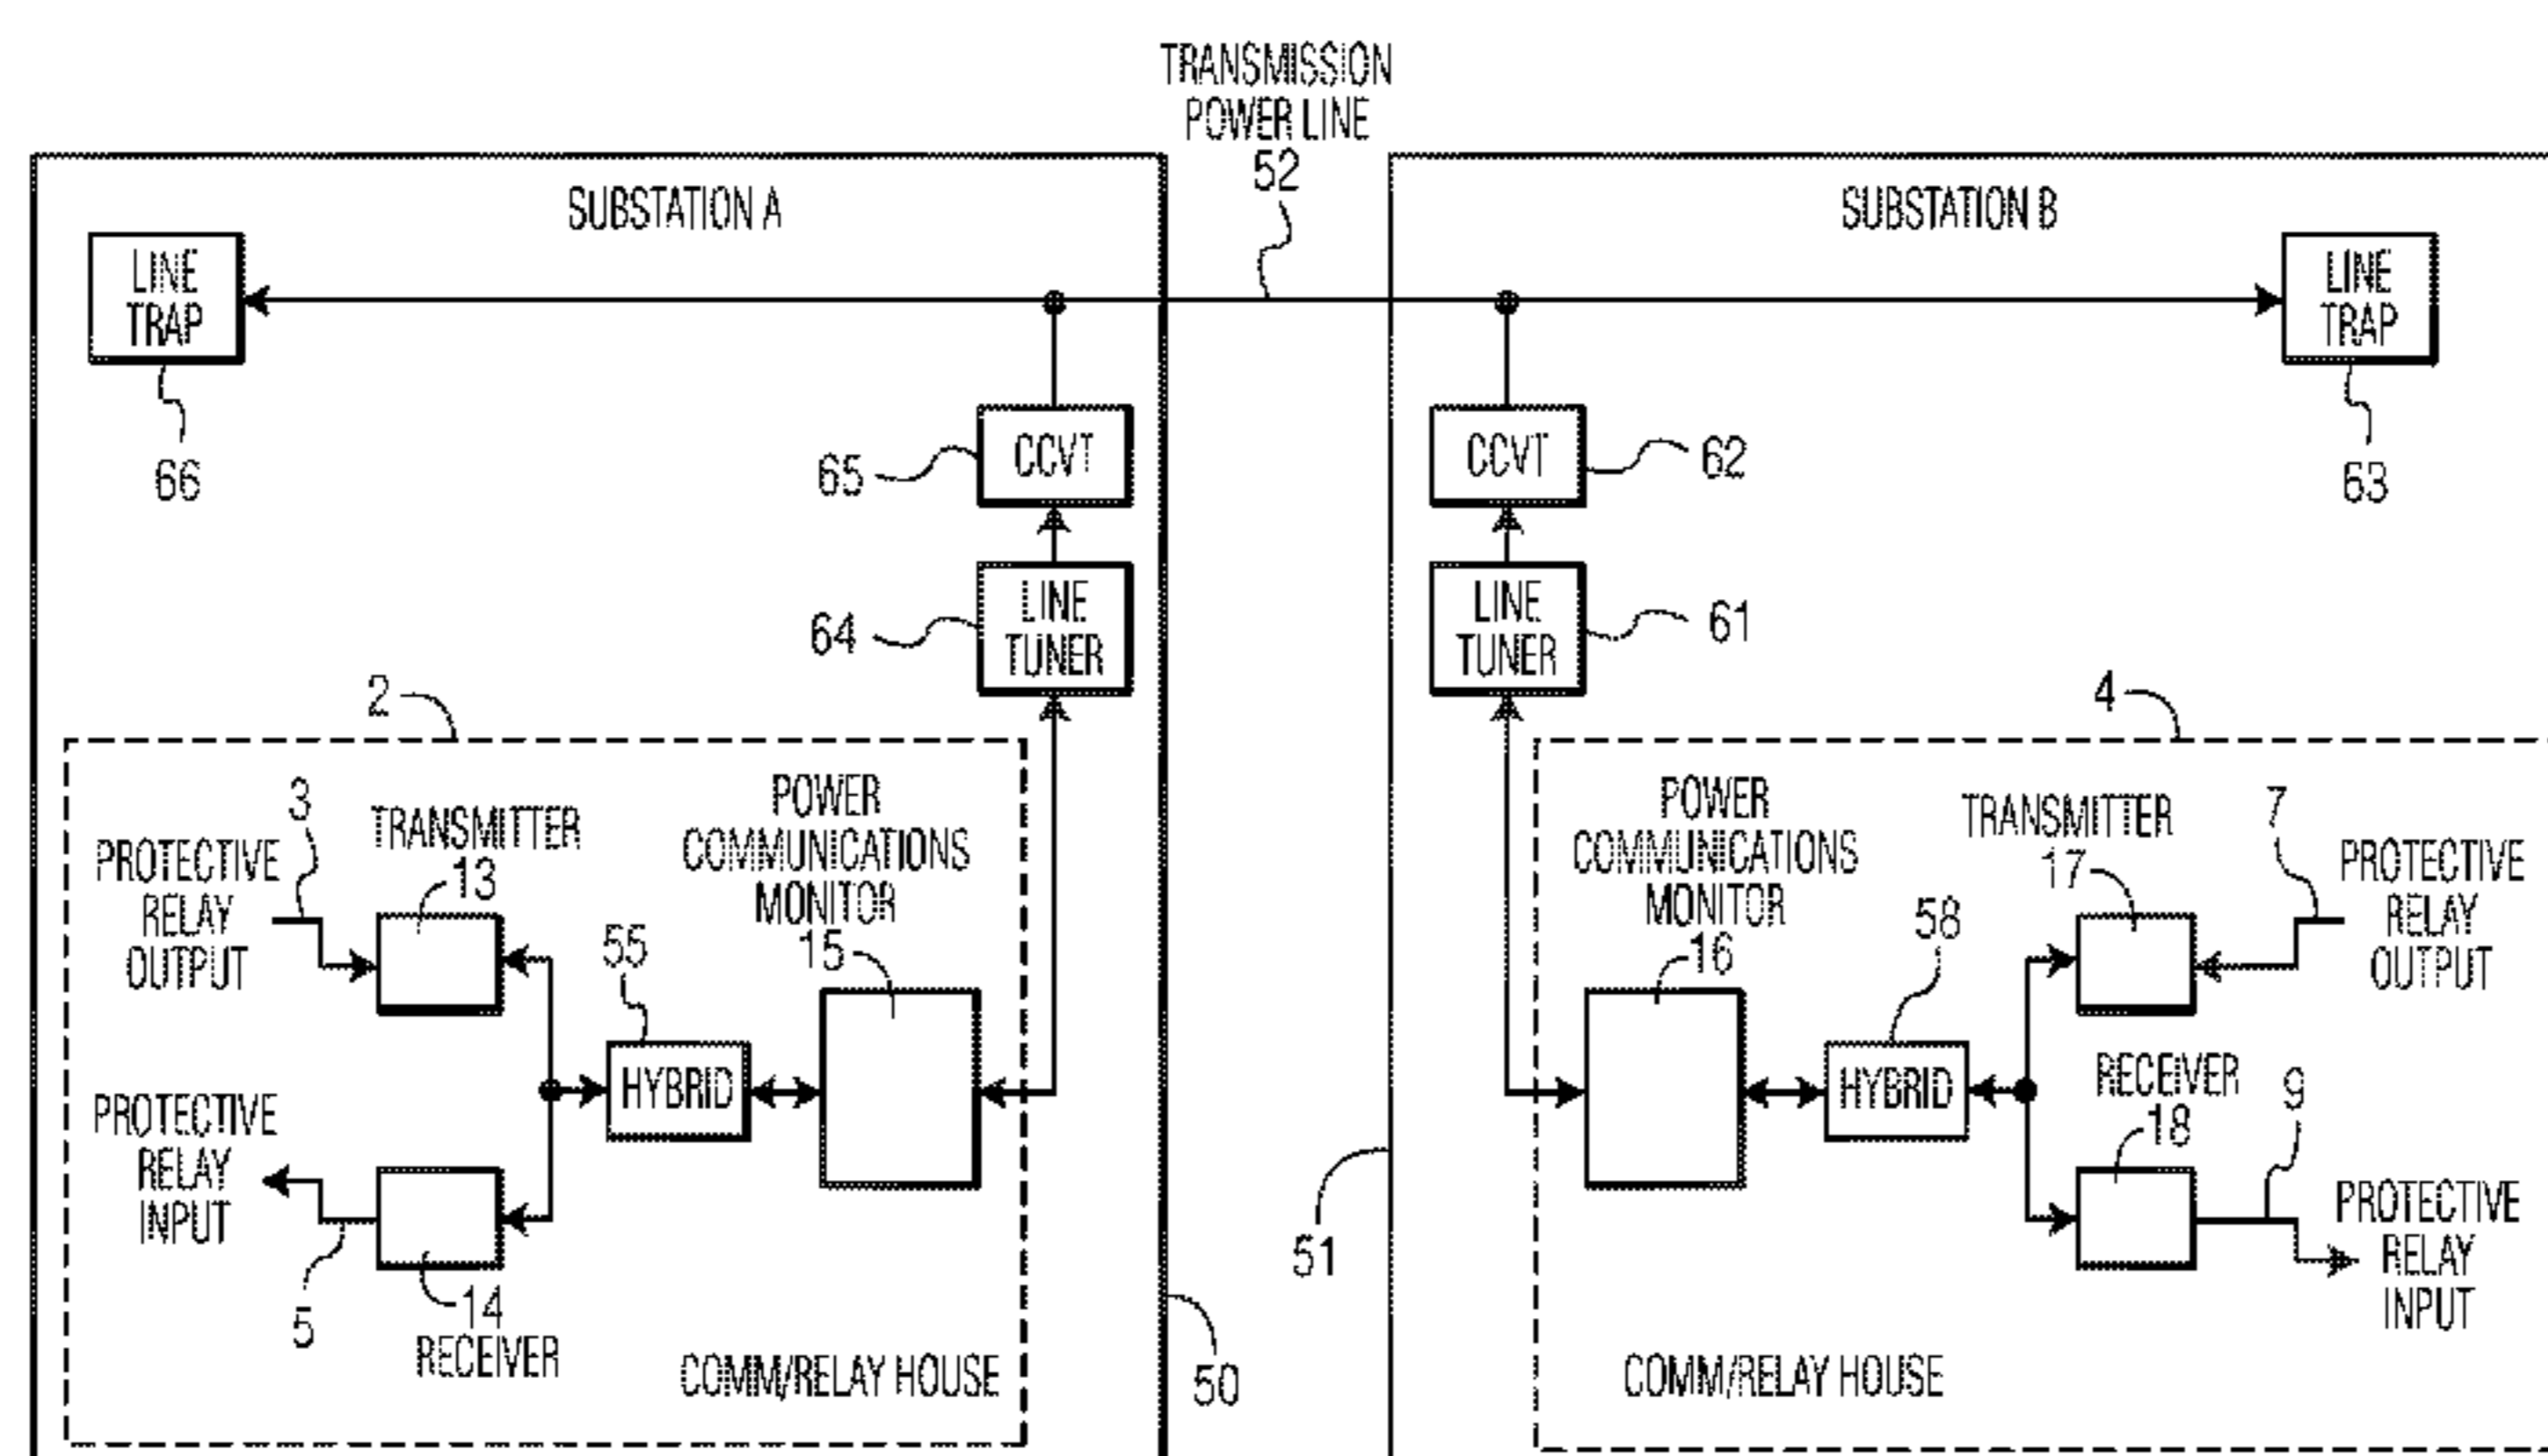 TRANSMISSION
POWER LINE
52
SUBSTATION A
SUBSTATION B
LINE
TRAP
66
LINE
TRAP
63
65
CCVT
CCVT
62
64
LINE
TUNER
LINE
TUNER
61
2
4
3
PROTECTIVE
RELAY
OUTPUT
TRANSMITTER
13
POWER
COMMUNICATIONS
MONITOR
15
55
HYBRID
PROTECTIVE
RELAY
INPUT
5
14
RECEIVER
COMM/RELAY HOUSE
50
51
POWER
COMMUNICATIONS
MONITOR
16
58
HYBRID
TRANSMITTER
17
7
PROTECTIVE
RELAY
OUTPUT
RECEIVER
18
9
PROTECTIVE
RELAY
INPUT
COMM/RELAY HOUSE